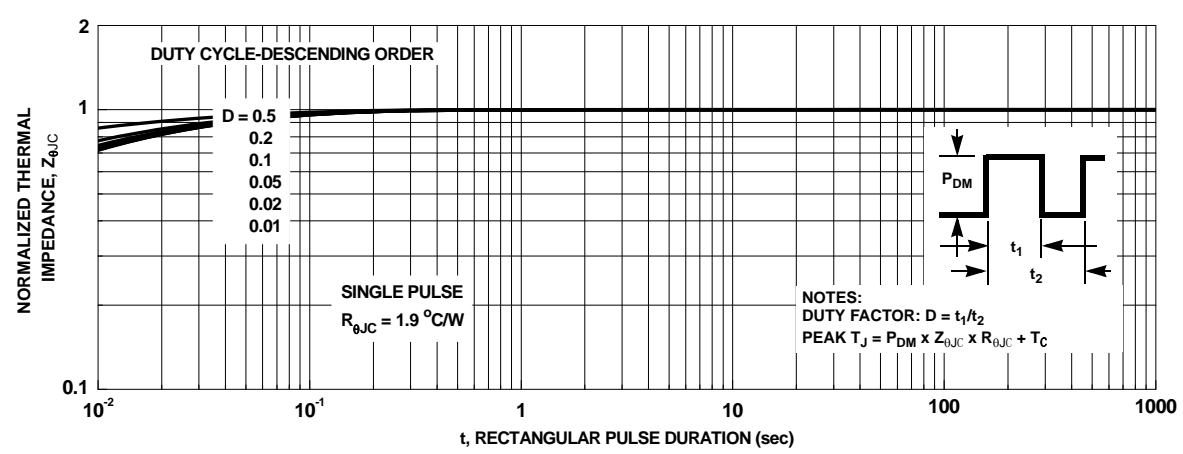 2
DUTY CYCLE-DESCENDING ORDER
1
D = 0.5
0.2
0.1
0.05
0.02
0.01
NORMALIZED THERMAL
IMPEDANCE, ZθJC
PDM
t1
t2
SINGLE PULSE
RθJC = 1.9 °C/W
NOTES:
DUTY FACTOR: D = t1/t2
PEAK TJ = PDM x ZθJC x RθJC + TC
0.1
10-2
10-1
1
10
100
1000
t, RECTANGULAR PULSE DURATION (sec)